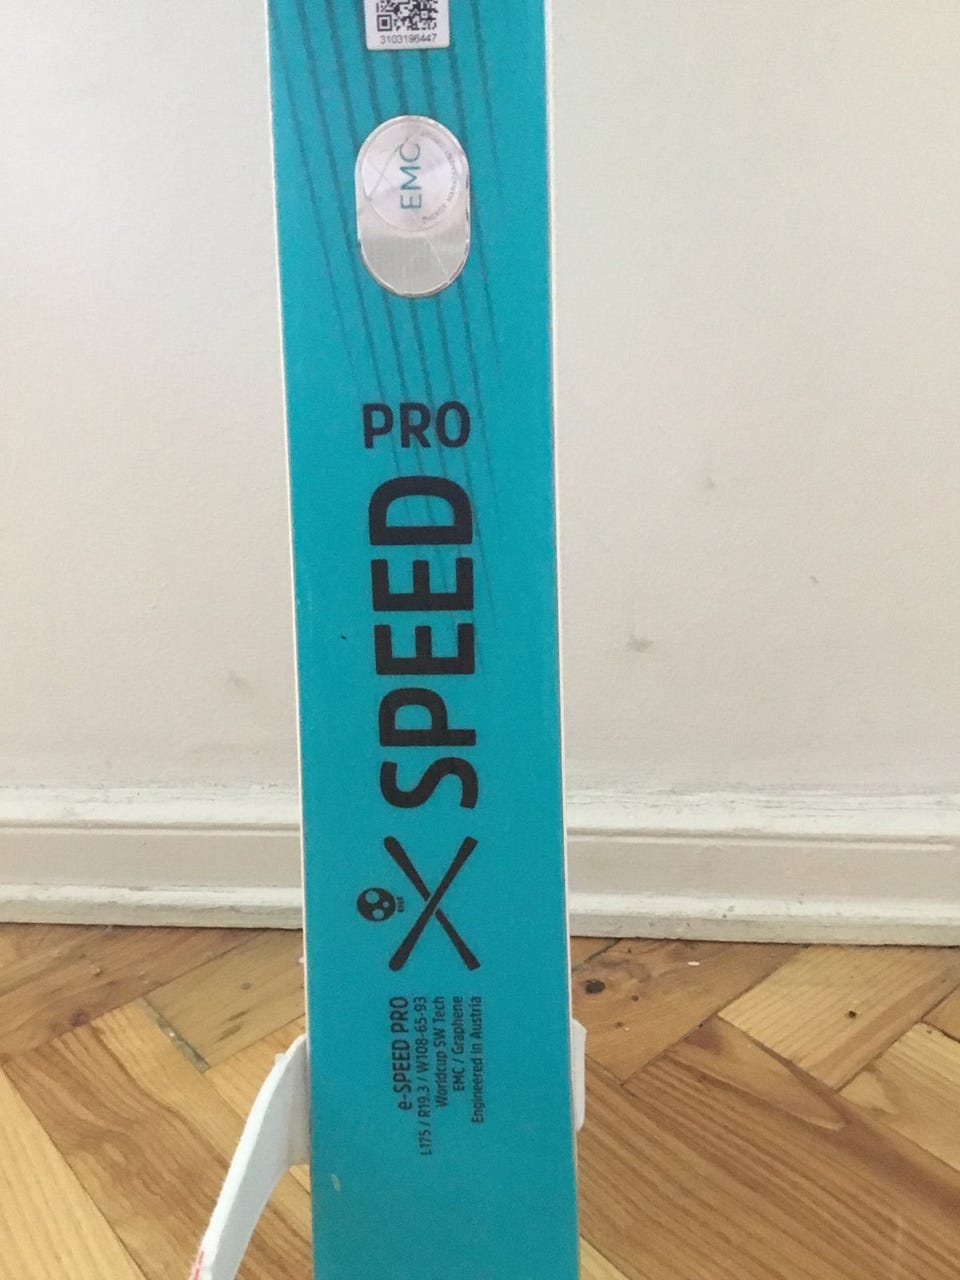 3103196447
EMC
PRO
SPEED
e-SPEED PRO
L175 / R19.3 / W108-65-93
Worldcup SW Tech
EMC / Graphene
Engineered in Austria